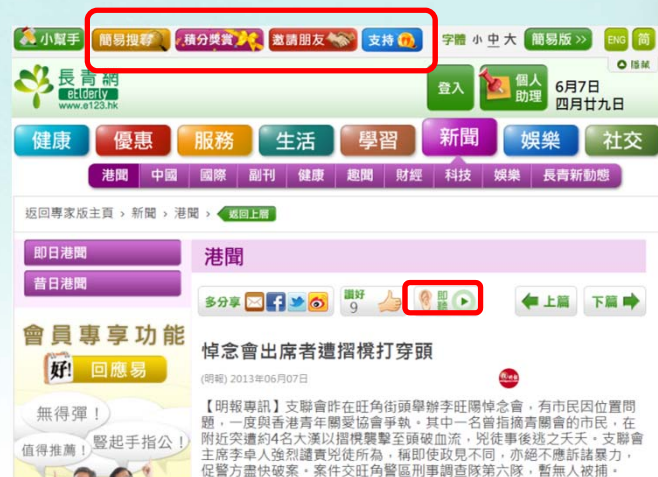 小幫手 簡易搜尋 積分獎賞 邀請朋友 支持 字體 小 中 大 簡易版 >> ENG 简
隱藏
長青網
eElderly
www.e123.hk
登入 個人助理 6月7日
四月廿九日
健康 優惠 服務 生活 學習 新聞 娛樂 社交
港聞 中國 國際 副刊 健康 趣聞 財經 科技 娛樂 長青新動態
返回專家版主頁 › 新聞 › 港聞 › 返回上層
即日港聞
昔日港聞
港聞
多分享 讚好 9 即聽 上篇 下篇
會員專享功能
好! 回應易
無得彈！
值得推薦！
豎起手指公！
悼念會出席者遭摺櫈打穿頭
(明報) 2013年06月07日
【明報專訊】支聯會昨在旺角街頭舉辦李旺陽悼念會，有市民因位置問
題，一度與香港青年關愛協會爭執。其中一名曾指摘青關會的市民，在
附近突遭約4名大漢以摺櫈襲擊至頭破血流，兇徒事後逃之夭夭。支聯會
主席李卓人強烈譴責兇徒所為，稱即使政見不同，亦絕不應訴諸暴力，
促警方盡快破案。案件交旺角警區刑事調查隊第六隊，暫無人被捕。